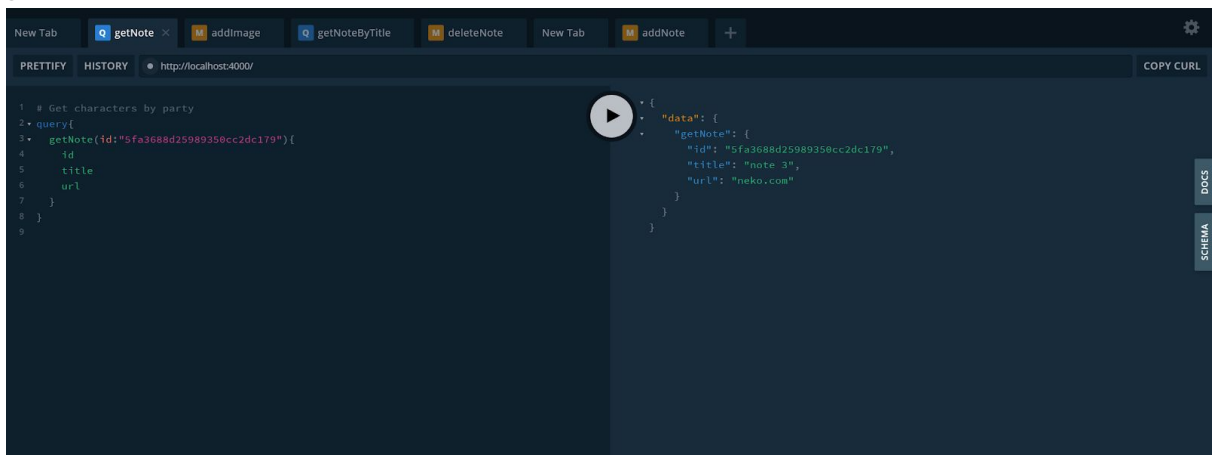 New Tab
Q getNote ×
M addImage
Q getNoteByTitle
M deleteNote
New Tab
M addNote
+
PRETTIFY
HISTORY
http://localhost:4000/
COPY CURL
1 # Get characters by party
2 query{
3 getNote(id:"5fa3688d25989350cc2dc179"){
4 id
5 title
6 url
7 }
8 }
9
{
"data": {
"getNote": {
"id": "5fa3688d25989350cc2dc179",
"title": "note 3",
"url": "neko.com"
}
}
}
DOCS
SCHEMA